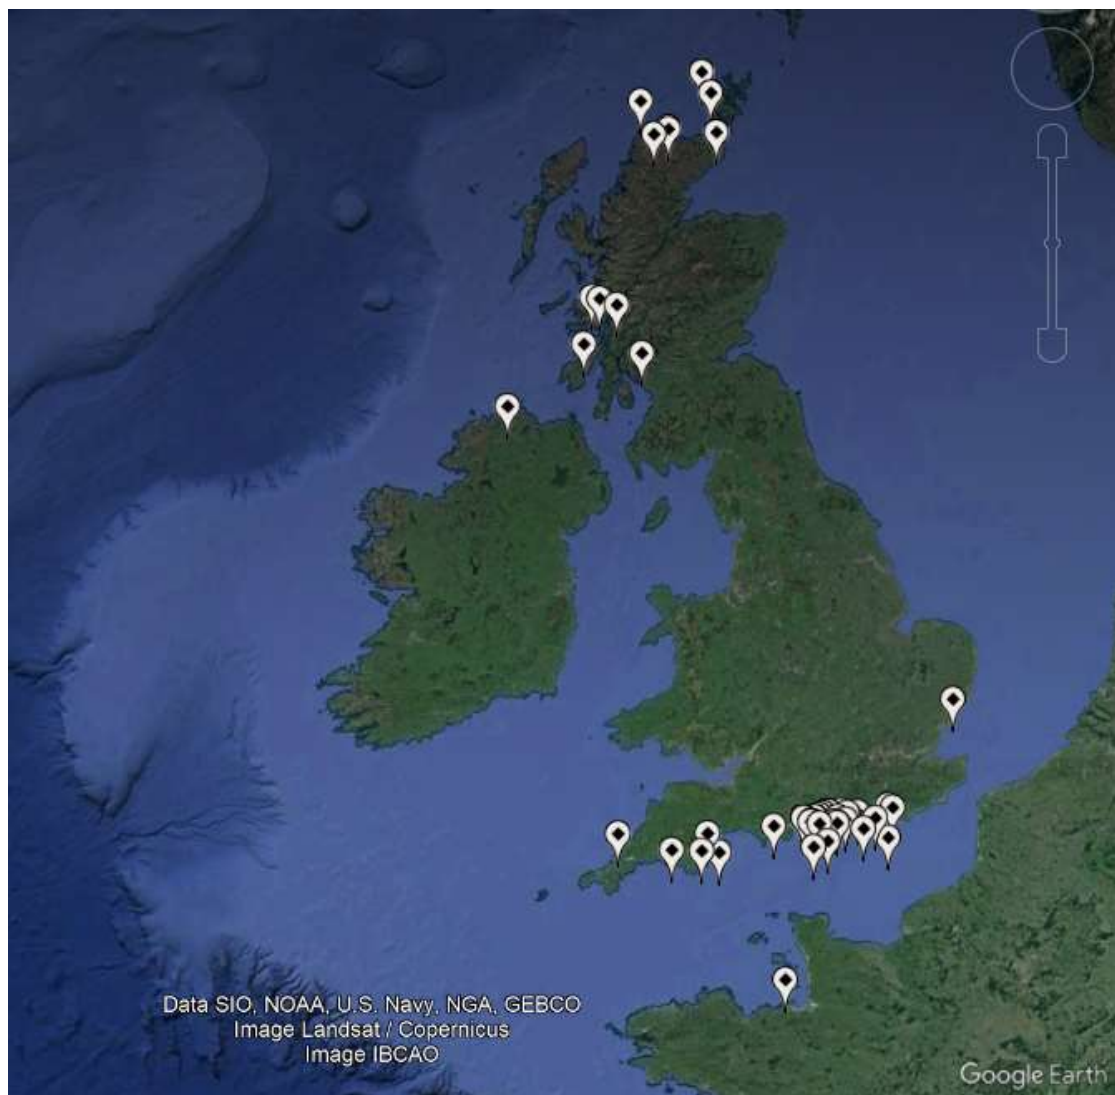 Data SIO, NOAA, U.S. Navy, NGA, GEBCO
Image Landsat / Copernicus
Image IBCAO
Google Earth